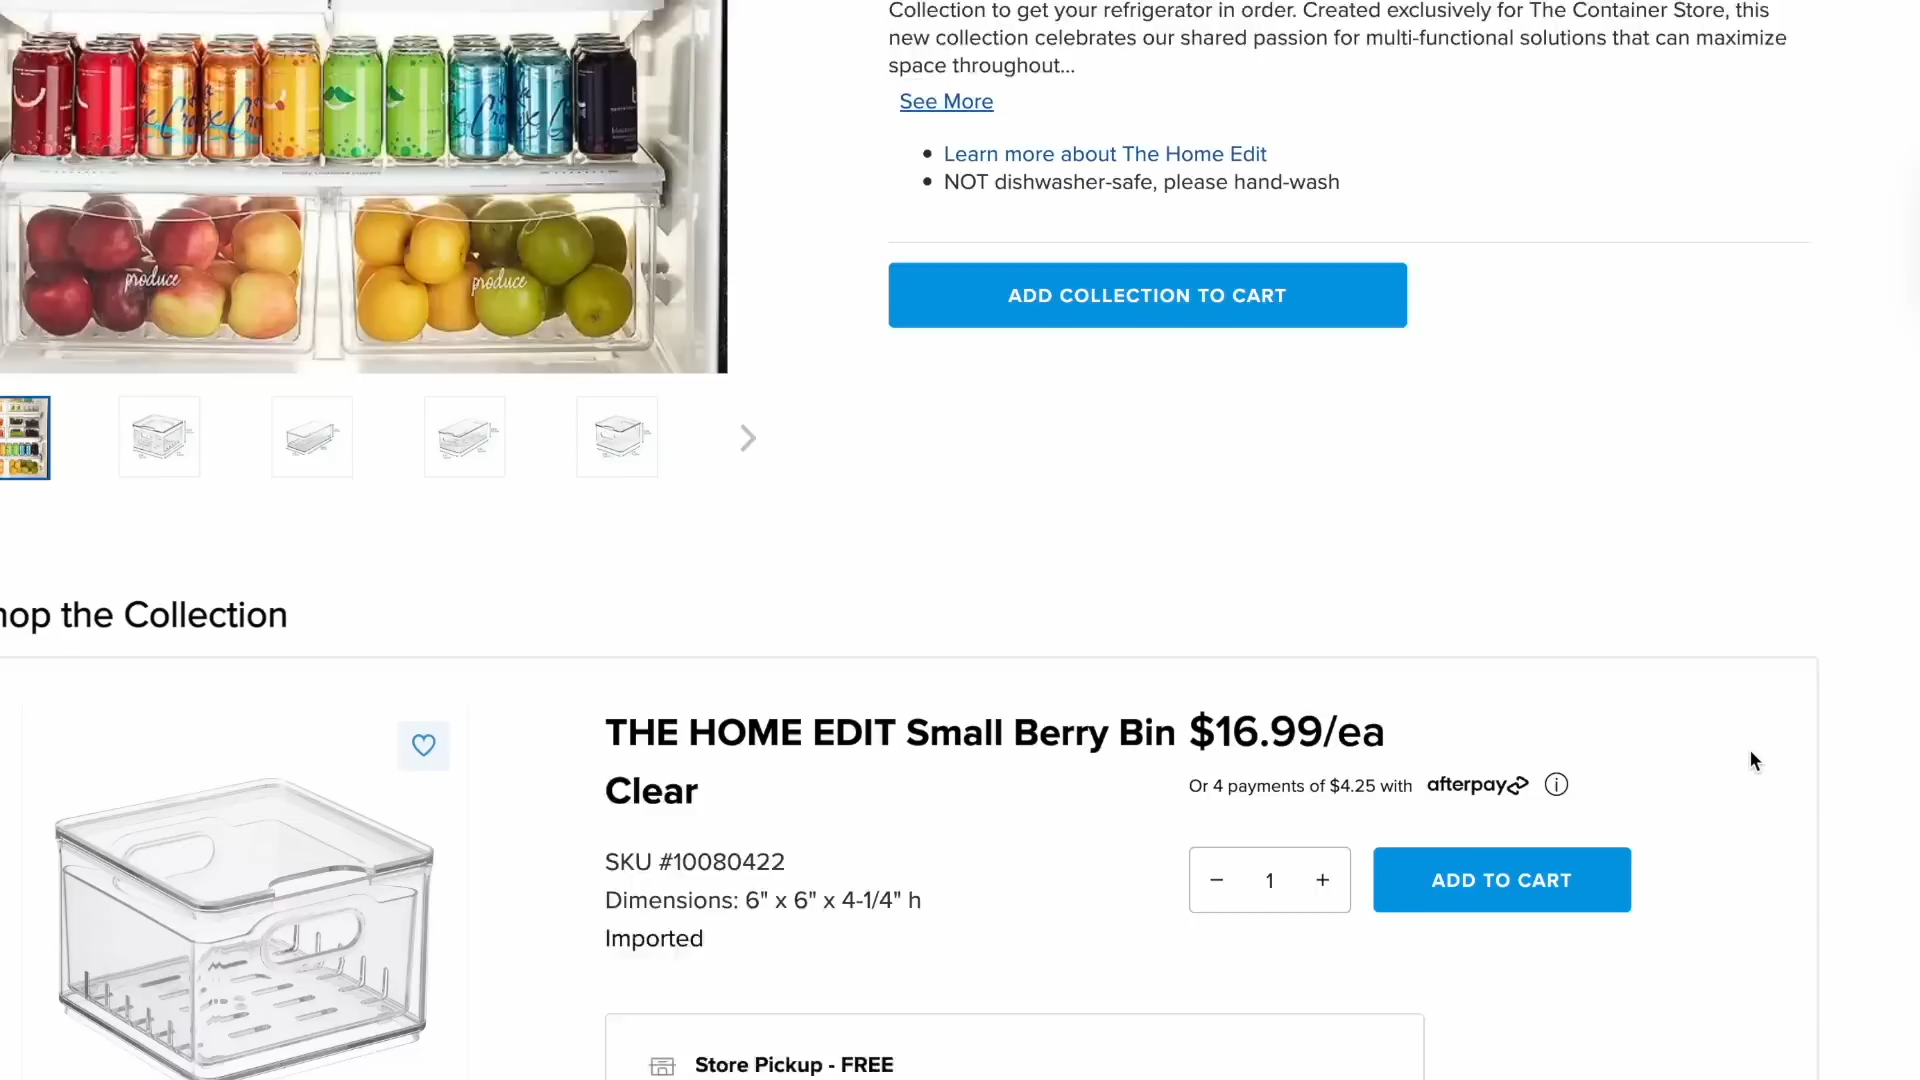 Collection to get your refrigerator in order. Created exclusively for The Container Store, this
new collection celebrates our shared passion for multi-functional solutions that can maximize
space throughout...
See More
Learn more about The Home Edit
NOT dishwasher-safe, please hand-wash
produce
produce
ADD COLLECTION TO CART
hop the Collection
THE HOME EDIT Small Berry Bin
Clear
$16.99/ea
Or 4 payments of $4.25 with afterpay
SKU #10080422
Dimensions: 6" x 6" x 4-1/4" h
Imported
− 1 +
ADD TO CART
Store Pickup - FREE